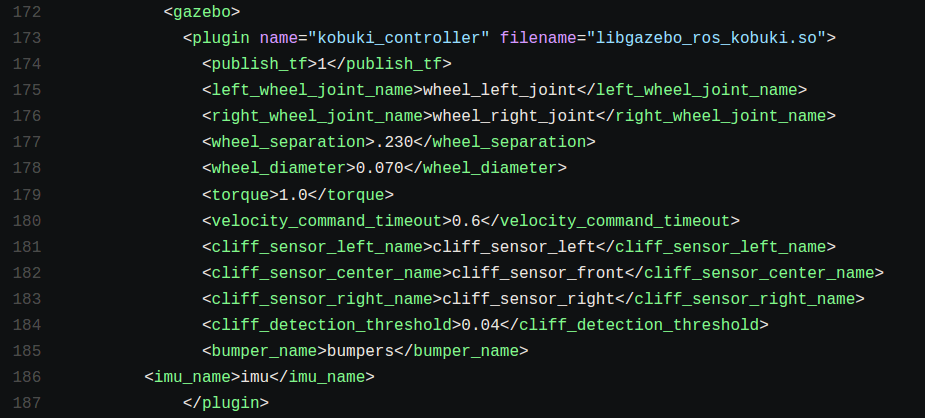 172 <gazebo>
173 <plugin name="kobuki_controller" filename="libgazebo_ros_kobuki.so">
174 <publish_tf>1</publish_tf>
175 <left_wheel_joint_name>wheel_left_joint</left_wheel_joint_name>
176 <right_wheel_joint_name>wheel_right_joint</right_wheel_joint_name>
177 <wheel_separation>.230</wheel_separation>
178 <wheel_diameter>0.070</wheel_diameter>
179 <torque>1.0</torque>
180 <velocity_command_timeout>0.6</velocity_command_timeout>
181 <cliff_sensor_left_name>cliff_sensor_left</cliff_sensor_left_name>
182 <cliff_sensor_center_name>cliff_sensor_front</cliff_sensor_center_name>
183 <cliff_sensor_right_name>cliff_sensor_right</cliff_sensor_right_name>
184 <cliff_detection_threshold>0.04</cliff_detection_threshold>
185 <bumper_name>bumpers</bumper_name>
186 <imu_name>imu</imu_name>
187 </plugin>